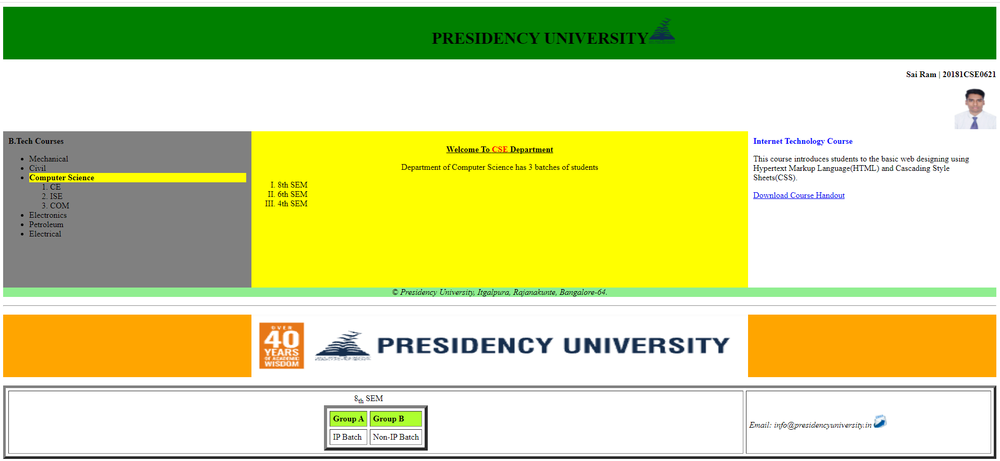 PRESIDENCY UNIVERSITY
Sai Ram | 20181CSE0621
B.Tech Courses
• Mechanical
• Civil
• Computer Science
1. CE
2. ISE
3. COM
• Electronics
• Petroleum
• Electrical
Welcome To CSE Department
Department of Computer Science has 3 batches of students
I. 8th SEM
II. 6th SEM
III. 4th SEM
Internet Technology Course
This course introduces students to the basic web designing using
Hypertext Markup Language(HTML) and Cascading Style
Sheets(CSS).
Download Course Handout
© Presidency University, Itgalpura, Rajanakunte, Bangalore-64.
OVER
40
YEARS
OF ACADEMIC
WISDOM
PRESIDENCY UNIVERSITY
8th SEM
Group A Group B
IP Batch Non-IP Batch
Email: info@presidencyuniversity.in